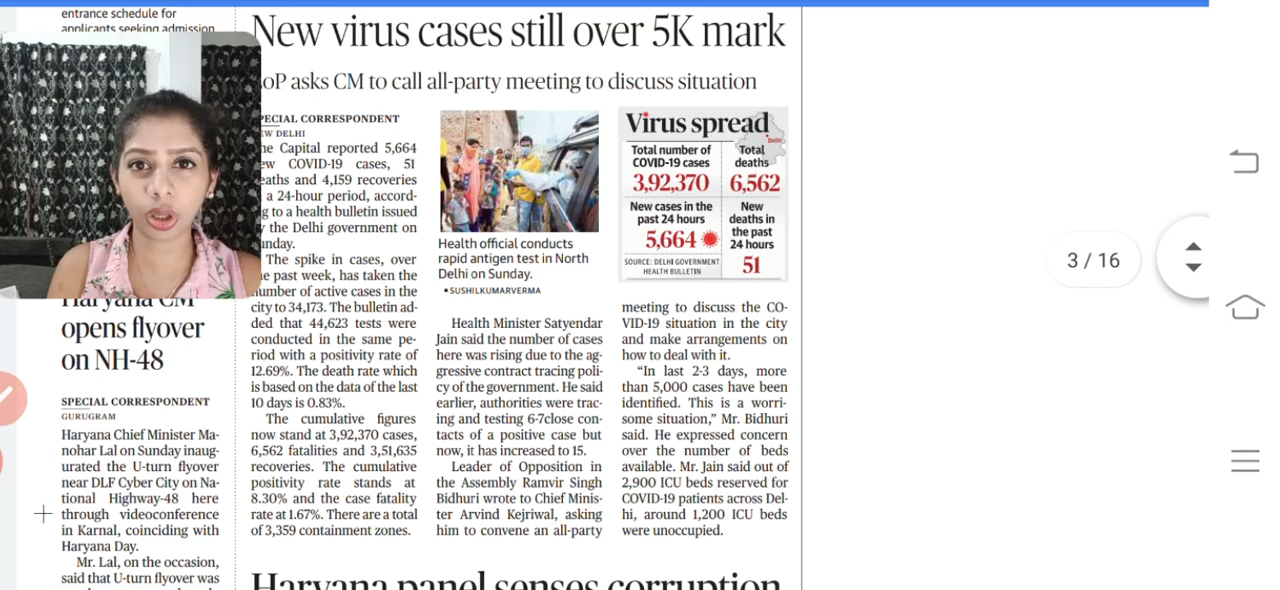 entrance schedule for
applicants seeking admission
Haryana CM
opens flyover
on NH-48
SPECIAL CORRESPONDENT
GURUGRAM
Haryana Chief Minister Ma-
nohar Lal on Sunday inaug-
urated the U-turn flyover
near DLF Cyber City on Na-
tional Highway-48 here
through videoconference
in Karnal, coinciding with
Haryana Day.
Mr. Lal, on the occasion,
said that U-turn flyover was
New virus cases still over 5K mark
LoP asks CM to call all-party meeting to discuss situation
SPECIAL CORRESPONDENT
NEW DELHI
The Capital reported 5,664
new COVID-19 cases, 51
deaths and 4,159 recoveries
a 24-hour period, accord-
ing to a health bulletin issued
by the Delhi government on
Sunday.
The spike in cases, over
the past week, has taken the
number of active cases in the
city to 34,173. The bulletin ad-
ded that 44,623 tests were
conducted in the same pe-
riod with a positivity rate of
12.69%. The death rate which
is based on the data of the last
10 days is 0.83%.
The cumulative figures
now stand at 3,92,370 cases,
6,562 fatalities and 3,51,635
recoveries. The cumulative
positivity rate stands at
8.30% and the case fatality
rate at 1.67%. There are a total
of 3,359 containment zones.
Health official conducts
rapid antigen test in North
Delhi on Sunday.
▪ SUSHILKUMARVERMA
Health Minister Satyendar
Jain said the number of cases
here was rising due to the ag-
gressive contract tracing poli-
cy of the government. He said
earlier, authorities were trac-
ing and testing 6-7close con-
tacts of a positive case but
now, it has increased to 15.
Leader of Opposition in
the Assembly Ramvir Singh
Bidhuri wrote to Chief Minis-
ter Arvind Kejriwal, asking
him to convene an all-party
Virus spread
Delhi
Total number of
COVID-19 cases
3,92,370
Total
deaths
6,562
New cases in the
past 24 hours
5,664
New
deaths in
the past
24 hours
51
SOURCE: DELHI GOVERNMENT
HEALTH BULLETIN
meeting to discuss the CO-
VID-19 situation in the city
and make arrangements on
how to deal with it.
“In last 2-3 days, more
than 5,000 cases have been
identified. This is a worri-
some situation,” Mr. Bidhuri
said. He expressed concern
over the number of beds
available. Mr. Jain said out of
2,900 ICU beds reserved for
COVID-19 patients across Del-
hi, around 1,200 ICU beds
were unoccupied.
Haryana panel senses corruption
3 / 16